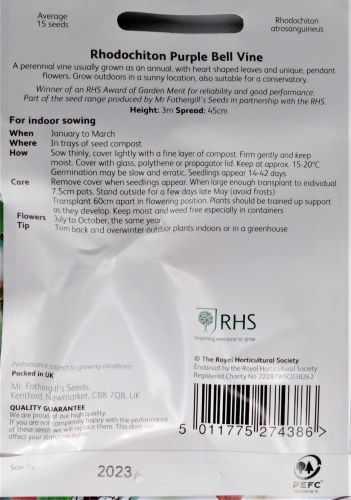 Average
15 seeds
Rhodochiton
atrosanguineus
Rhodochiton Purple Bell Vine
A perennial vine usually grown as an annual, with heart shaped leaves and unique, pendant
flowers. Grow outdoors in a sunny location, also suitable for a conservatory.
Winner of an RHS Award of Garden Merit for reliability and good performance.
Part of the seed range produced by Mr Fothergill's Seeds in partnership with the RHS.
Height: 3m Spread: 45cm
For indoor sowing
When January to March
Where In trays of seed compost
How Sow thinly, cover lightly with a fine layer of compost. Firm gently and keep
moist. Cover with glass, polythene or propagator lid. Keep at approx. 15-20°C
Germination may be slow and erratic. Seedlings appear 14-42 days
Care Remove cover when seedlings appear. When large enough transplant to individual
7.5cm pots. Stand outside for a few days late May (avoid frosts)
Transplant 60cm apart in flowering position. Plants should be trained up support
as they develop. Keep moist and weed free especially in containers
Flowers July to October, the same year
Tip Trim back and overwinter outdoor plants indoors or in a greenhouse
RHS
Inspiring everyone to grow
Performance subject to growing conditions.
Packed in UK
Mr. Fothergill's Seeds,
Kentford, Newmarket, CB8 7QB, UK
QUALITY GUARANTEE
We are proud of our high quality.
If you are not completely happy with the performance
of these seeds we will replace them. This does not
affect your statutory rights.
© The Royal Horticultural Society
Endorsed by the Royal Horticultural Society
Registered Charity No 222879/SC038262
5 011775 274386 >
Sow by
2023
PEFC